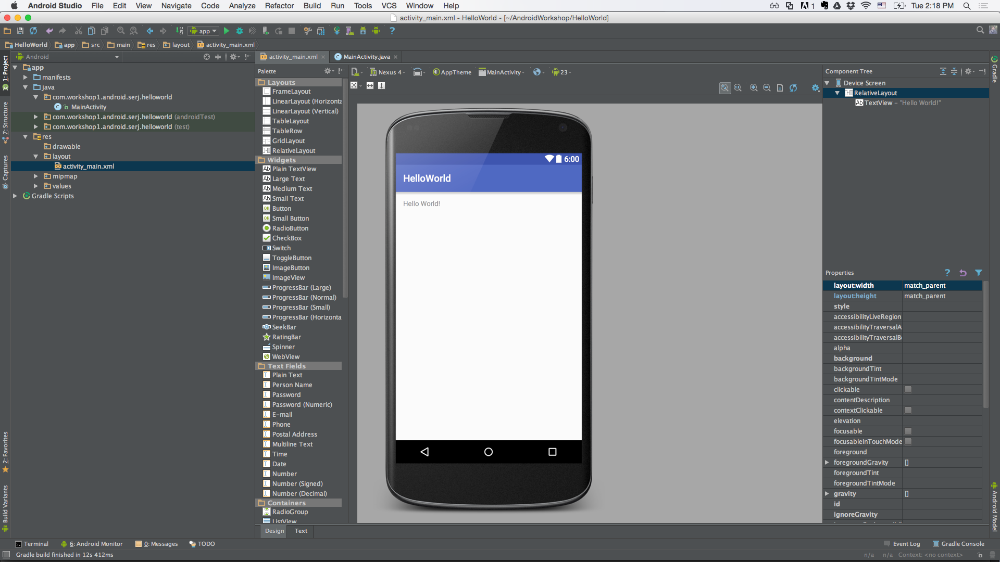 Android Studio File Edit View Navigate Code Analyze Refactor Build Run Tools VCS Window Help 1 Tue 2:18 PM
activity_main.xml - HelloWorld - [~/AndroidWorkshop/HelloWorld]
app
HelloWorld app src main res layout activity_main.xml
Android
activity_main.xml
MainActivity.java
1: Project
Z: Structure
Captures
2: Favorites
Build Variants
app
manifests
java
com.workshop1.android.serj.helloworld
MainActivity
com.workshop1.android.serj.helloworld (androidTest)
com.workshop1.android.serj.helloworld (test)
res
drawable
layout
activity_main.xml
mipmap
values
Gradle Scripts
Palette
Layouts
FrameLayout
LinearLayout (Horizonta
LinearLayout (Vertical)
TableLayout
TableRow
GridLayout
RelativeLayout
Widgets
Ab Plain TextView
Ab Large Text
Ab Medium Text
Ab Small Text
OK Button
OK Small Button
RadioButton
CheckBox
Switch
ToggleButton
ImageButton
ImageView
ProgressBar (Large)
ProgressBar (Normal)
ProgressBar (Small)
ProgressBar (Horizonta
SeekBar
RatingBar
Spinner
WebView
Text Fields
Plain Text
Person Name
Password
Password (Numeric)
E-mail
Phone
Postal Address
Multiline Text
Time
Date
Number
Number (Signed)
Number (Decimal)
Containers
RadioGroup
ListView
Nexus 4 AppTheme MainActivity 23
6:00
HelloWorld
Hello World!
Design Text
Component Tree
Device Screen
RelativeLayout
Ab TextView - "Hello World!"
Properties
layout:width match_parent
layout:height match_parent
style
accessibilityLiveRegion
accessibilityTraversalA
accessibilityTraversalBe
alpha
background
backgroundTint
backgroundTintMode
clickable
contentDescription
contextClickable
elevation
focusable
focusableInTouchMode
foreground
foregroundGravity []
foregroundTint
foregroundTintMode
gravity []
id
ignoreGravity
Gradle
Android Model
Terminal 6: Android Monitor 0: Messages TODO Event Log Gradle Console
Gradle build finished in 12s 412ms n/a n/a Context: <no context>